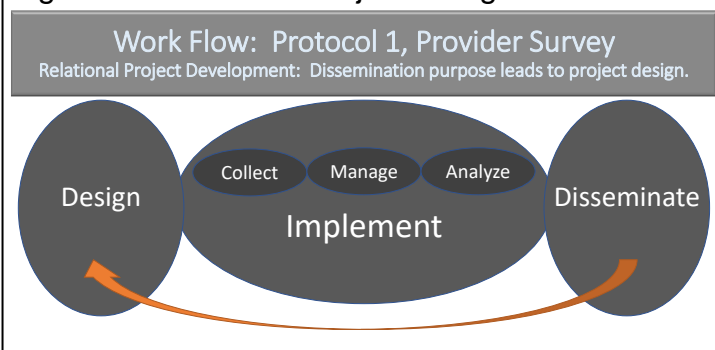 Work Flow: Protocol 1, Provider Survey
Relational Project Development: Dissemination purpose leads to project design.
Collect
Manage
Analyze
Design
Disseminate
Implement